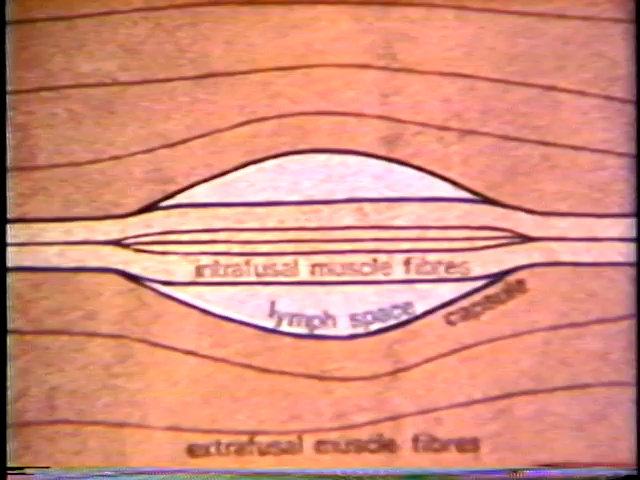 intrafusal muscle fibres
lymph space
capsule
extrafusal muscle fibres